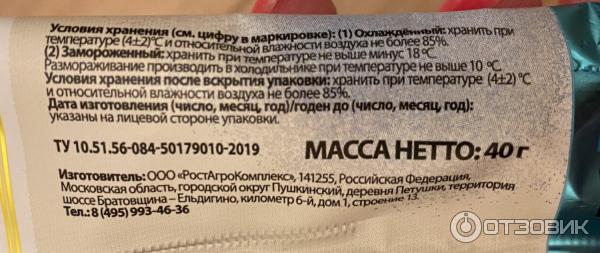 Условия хранения (см. цифру в маркировке): (1) Охлаждённый: хранить при
температуре (4±2)°С и относительной влажности воздуха не более 85%.
(2) Замороженный: хранить при температуре не выше минус 18 °С.
Размораживание производить в холодильнике при температуре не выше 10 °С.
Условия хранения после вскрытия упаковки: хранить при температуре (4±2) °С
и относительной влажности воздуха не более 85%.
Дата изготовления (число, месяц, год)/годен до (число, месяц, год):
указаны на лицевой стороне упаковки.
ТУ 10.51.56-084-50179010-2019 МАССА НЕТТО: 40 г
Изготовитель: ООО «РостАгроКомплекс», 141255, Российская Федерация,
Московская область, городской округ Пушкинский, деревня Петушки, территория
шоссе Братовщина – Ельдигино, километр 6-й, дом 1, строение 13.
Тел.: 8 (495) 993-46-36
ОТЗОВИК